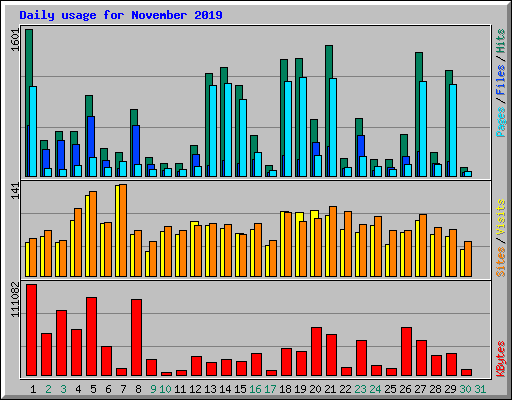 Daily usage for November 2019
1601
Pages / Files / Hits
141
Sites / Visits
111082
KBytes
1 2 3 4 5 6 7 8 9 10 11 12 13 14 15 16 17 18 19 20 21 22 23 24 25 26 27 28 29 30 31